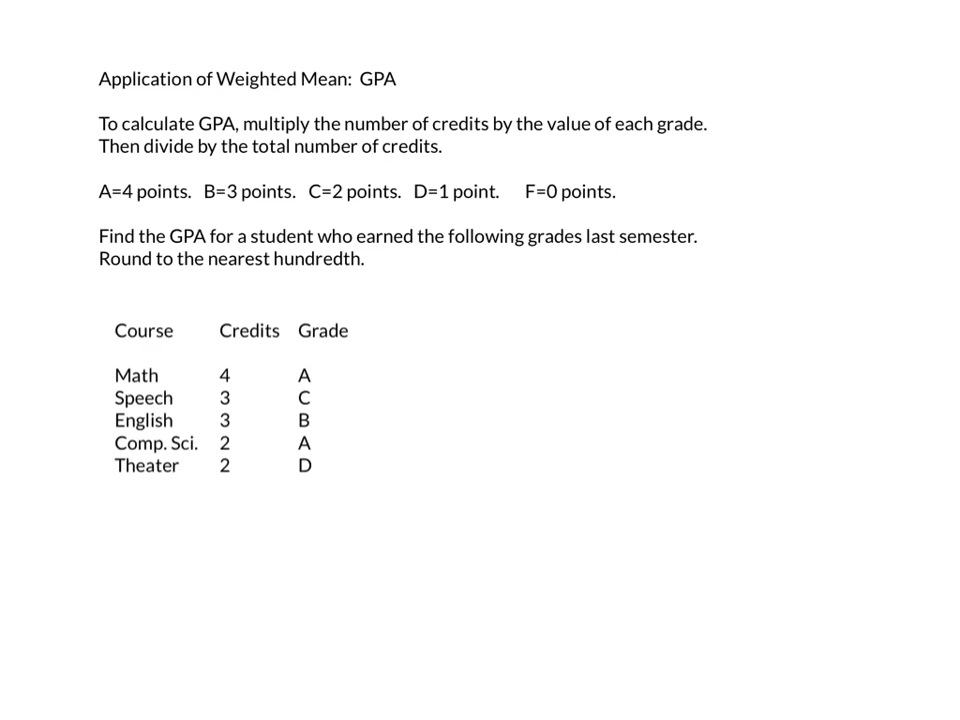 Application of Weighted Mean: GPA
To calculate GPA, multiply the number of credits by the value of each grade.
Then divide by the total number of credits.
A=4 points. B=3 points. C=2 points. D=1 point. F=0 points.
Find the GPA for a student who earned the following grades last semester.
Round to the nearest hundredth.
Course Credits Grade
Math 4 A
Speech 3 C
English 3 B
Comp. Sci. 2 A
Theater 2 D